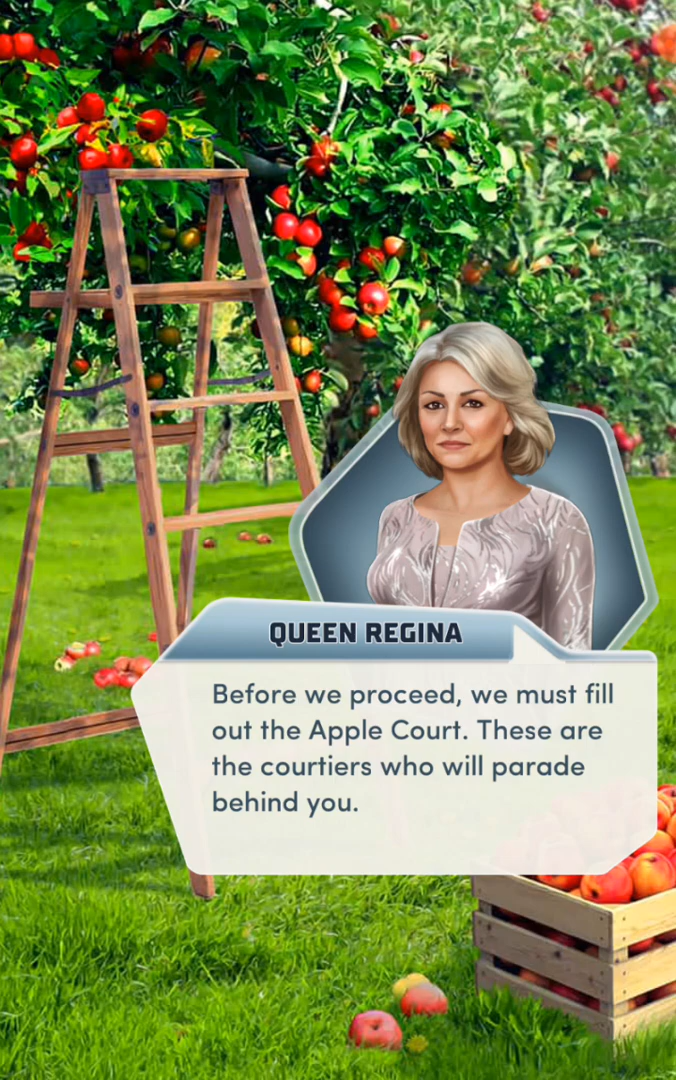 QUEEN REGINA
Before we proceed, we must fill
out the Apple Court. These are
the courtiers who will parade
behind you.